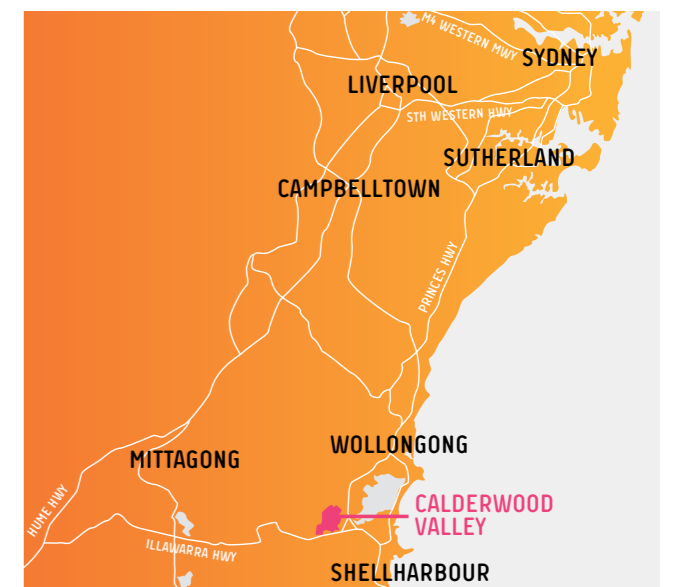 M4 WESTERN MWY
SYDNEY
LIVERPOOL
STH WESTERN HWY
SUTHERLAND
CAMPBELLTOWN
PRINCES HWY
WOLLONGONG
MITTAGONG
HUME HWY
CALDERWOOD
VALLEY
ILLAWARRA HWY
SHELLHARBOUR